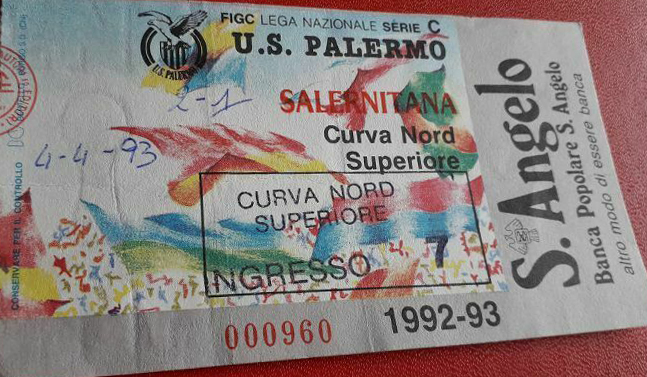 FIGC LEGA NAZIONALE SERIE C
U.S. PALERMO
U.S. PALERMO
2-1
SALERNITANA
Curva Nord
Superiore
4-4-93
CURVA NORD
SUPERIORE
7
INGRESSO
000960
1992-93
CONSERVARE PER IL CONTROLLO
S. Angelo
Banca Popolare S. Angelo
altro modo di essere banca